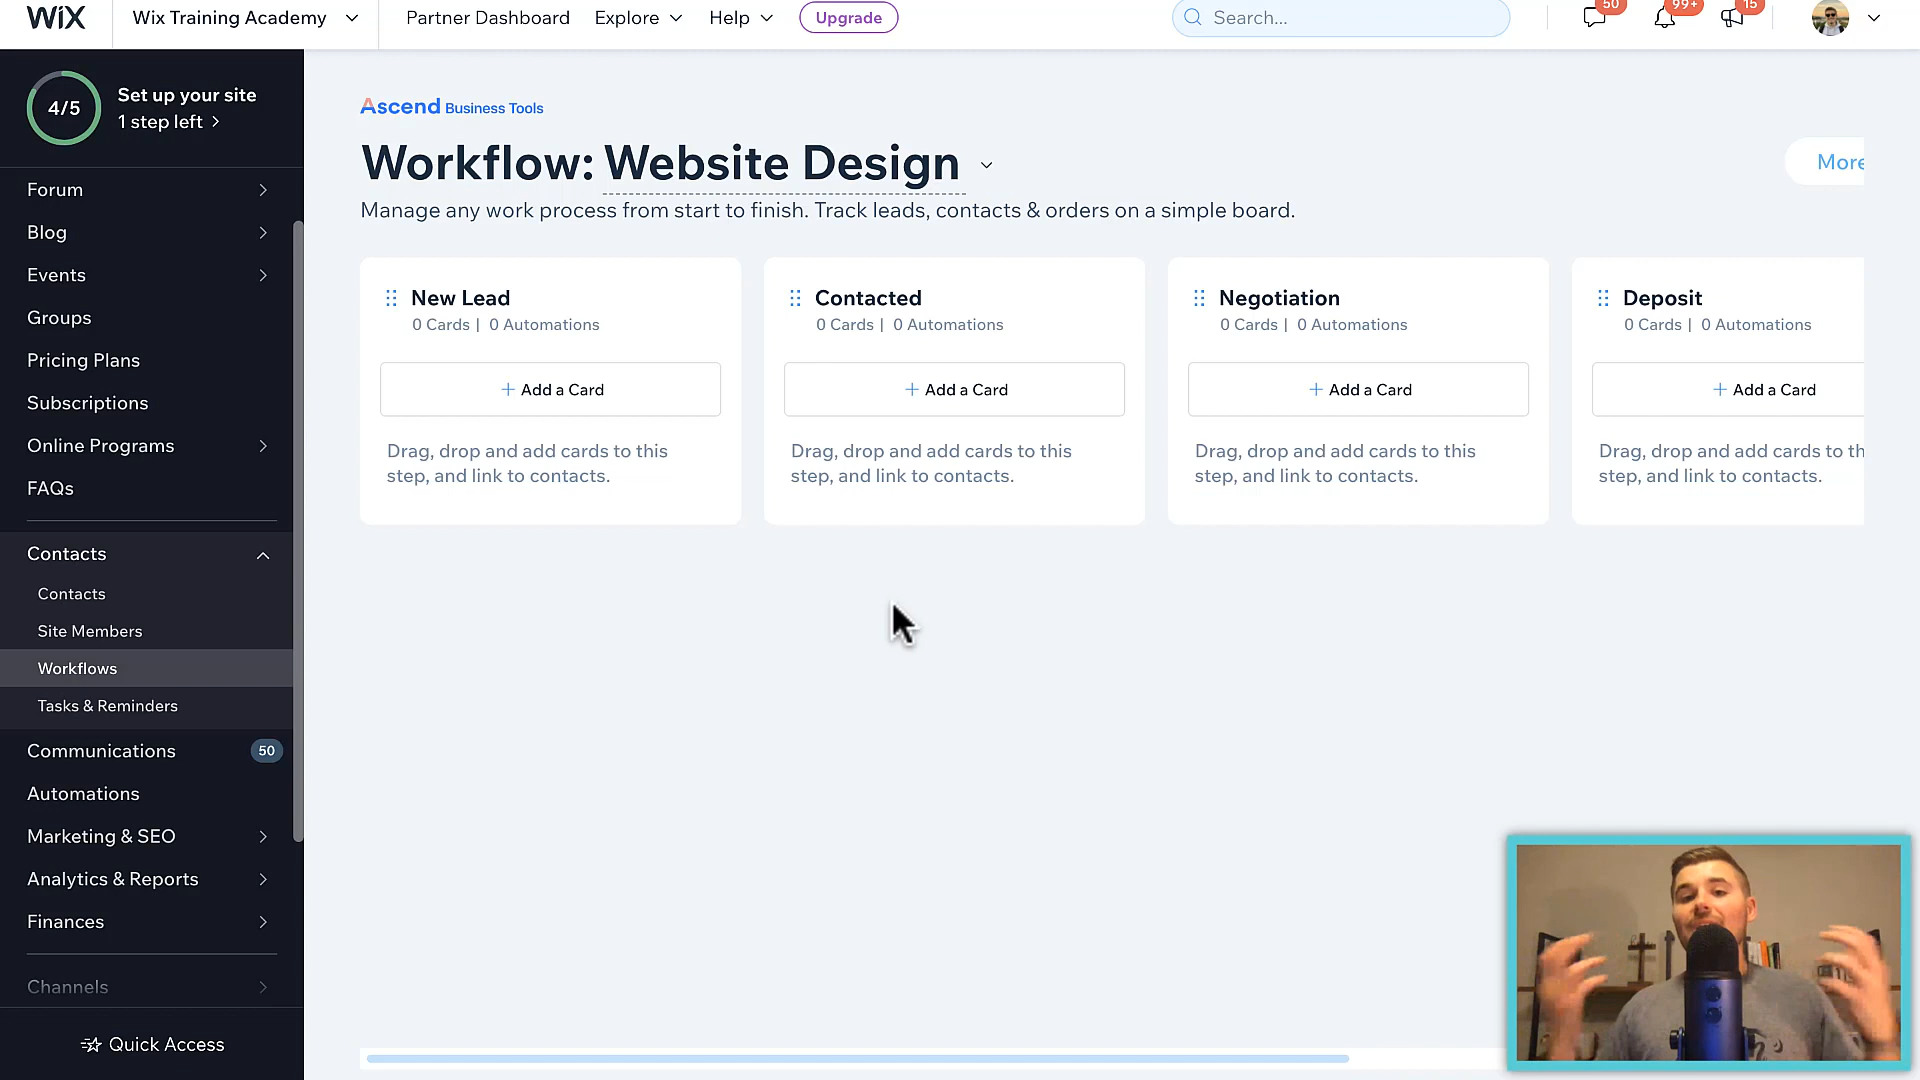 WiX
Wix Training Academy
Partner Dashboard
Explore
Help
Upgrade
Search...
50
99+
15
4/5
Set up your site
1 step left
Forum
Blog
Events
Groups
Pricing Plans
Subscriptions
Online Programs
FAQs
Contacts
Contacts
Site Members
Workflows
Tasks & Reminders
Communications
50
Automations
Marketing & SEO
Analytics & Reports
Finances
Channels
Quick Access
Ascend Business Tools
Workflow: Website Design
More
Manage any work process from start to finish. Track leads, contacts & orders on a simple board.
New Lead
0 Cards | 0 Automations
+ Add a Card
Drag, drop and add cards to this
step, and link to contacts.
Contacted
0 Cards | 0 Automations
+ Add a Card
Drag, drop and add cards to this
step, and link to contacts.
Negotiation
0 Cards | 0 Automations
+ Add a Card
Drag, drop and add cards to this
step, and link to contacts.
Deposit
0 Cards | 0 Automations
+ Add a Card
Drag, drop and add cards to th
step, and link to contacts.